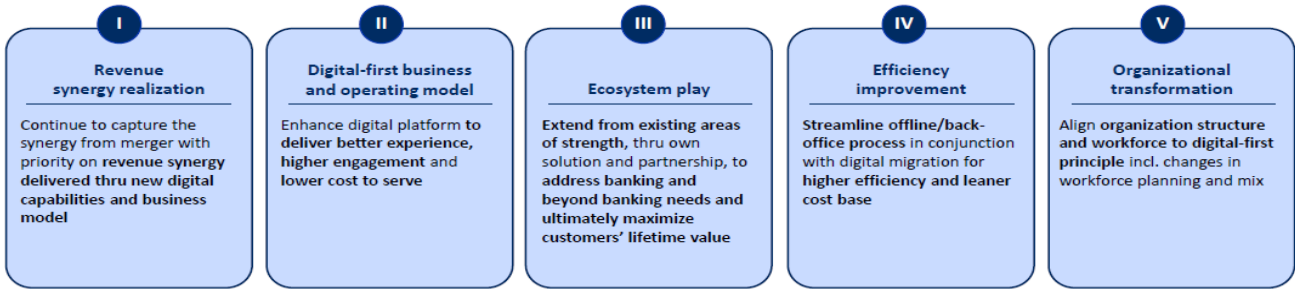 I
Revenue
synergy realization
Continue to capture the
synergy from merger with
priority on revenue synergy
delivered thru new digital
capabilities and business
model
II
Digital-first business
and operating model
Enhance digital platform to
deliver better experience,
higher engagement and
lower cost to serve
III
Ecosystem play
Extend from existing areas
of strength, thru own
solution and partnership, to
address banking and
beyond banking needs and
ultimately maximize
customers’ lifetime value
IV
Efficiency
improvement
Streamline offline/back-
office process in conjunction
with digital migration for
higher efficiency and leaner
cost base
V
Organizational
transformation
Align organization structure
and workforce to digital-first
principle incl. changes in
workforce planning and mix